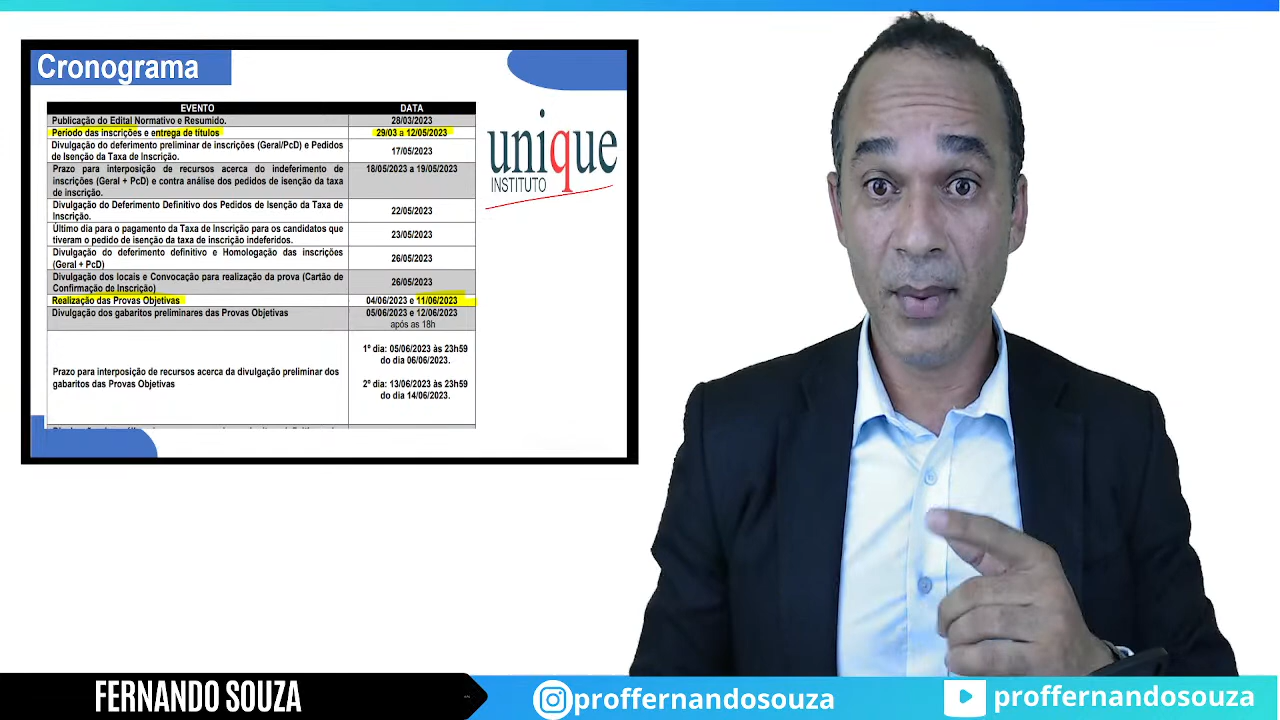 Cronograma
EVENTO DATA
Publicação do Edital Normativo e Resumido. 28/03/2023
Período das inscrições e entrega de títulos 29/03 a 12/05/2023
Divulgação do deferimento preliminar de inscrições (Geral/PcD) e Pedidos
de Isenção da Taxa de Inscrição.
17/05/2023
Prazo para interposição de recursos acerca do indeferimento de
inscrições (Geral + PcD) e contra análise dos pedidos de isenção da taxa
de inscrição.
18/05/2023 a 19/05/2023
Divulgação do Deferimento Definitivo dos Pedidos de Isenção da Taxa de
Inscrição.
22/05/2023
Último dia para o pagamento da Taxa de Inscrição para os candidatos que
tiveram o pedido de isenção da taxa de inscrição indeferidos.
23/05/2023
Divulgação do deferimento definitivo e Homologação das inscrições
(Geral + PcD)
26/05/2023
Divulgação dos locais e Convocação para realização da prova (Cartão de
Confirmação de Inscrição)
26/05/2023
Realização das Provas Objetivas 04/06/2023 e 11/06/2023
Divulgação dos gabaritos preliminares das Provas Objetivas 05/06/2023 e 12/06/2023
após as 18h
Prazo para interposição de recursos acerca da divulgação preliminar dos
gabaritos das Provas Objetivas
1º dia: 05/06/2023 às 23h59
do dia 06/06/2023.
2º dia: 13/06/2023 às 23h59
do dia 14/06/2023.
unique
INSTITUTO
FERNANDO SOUZA
proffernandosouza
proffernandosouza